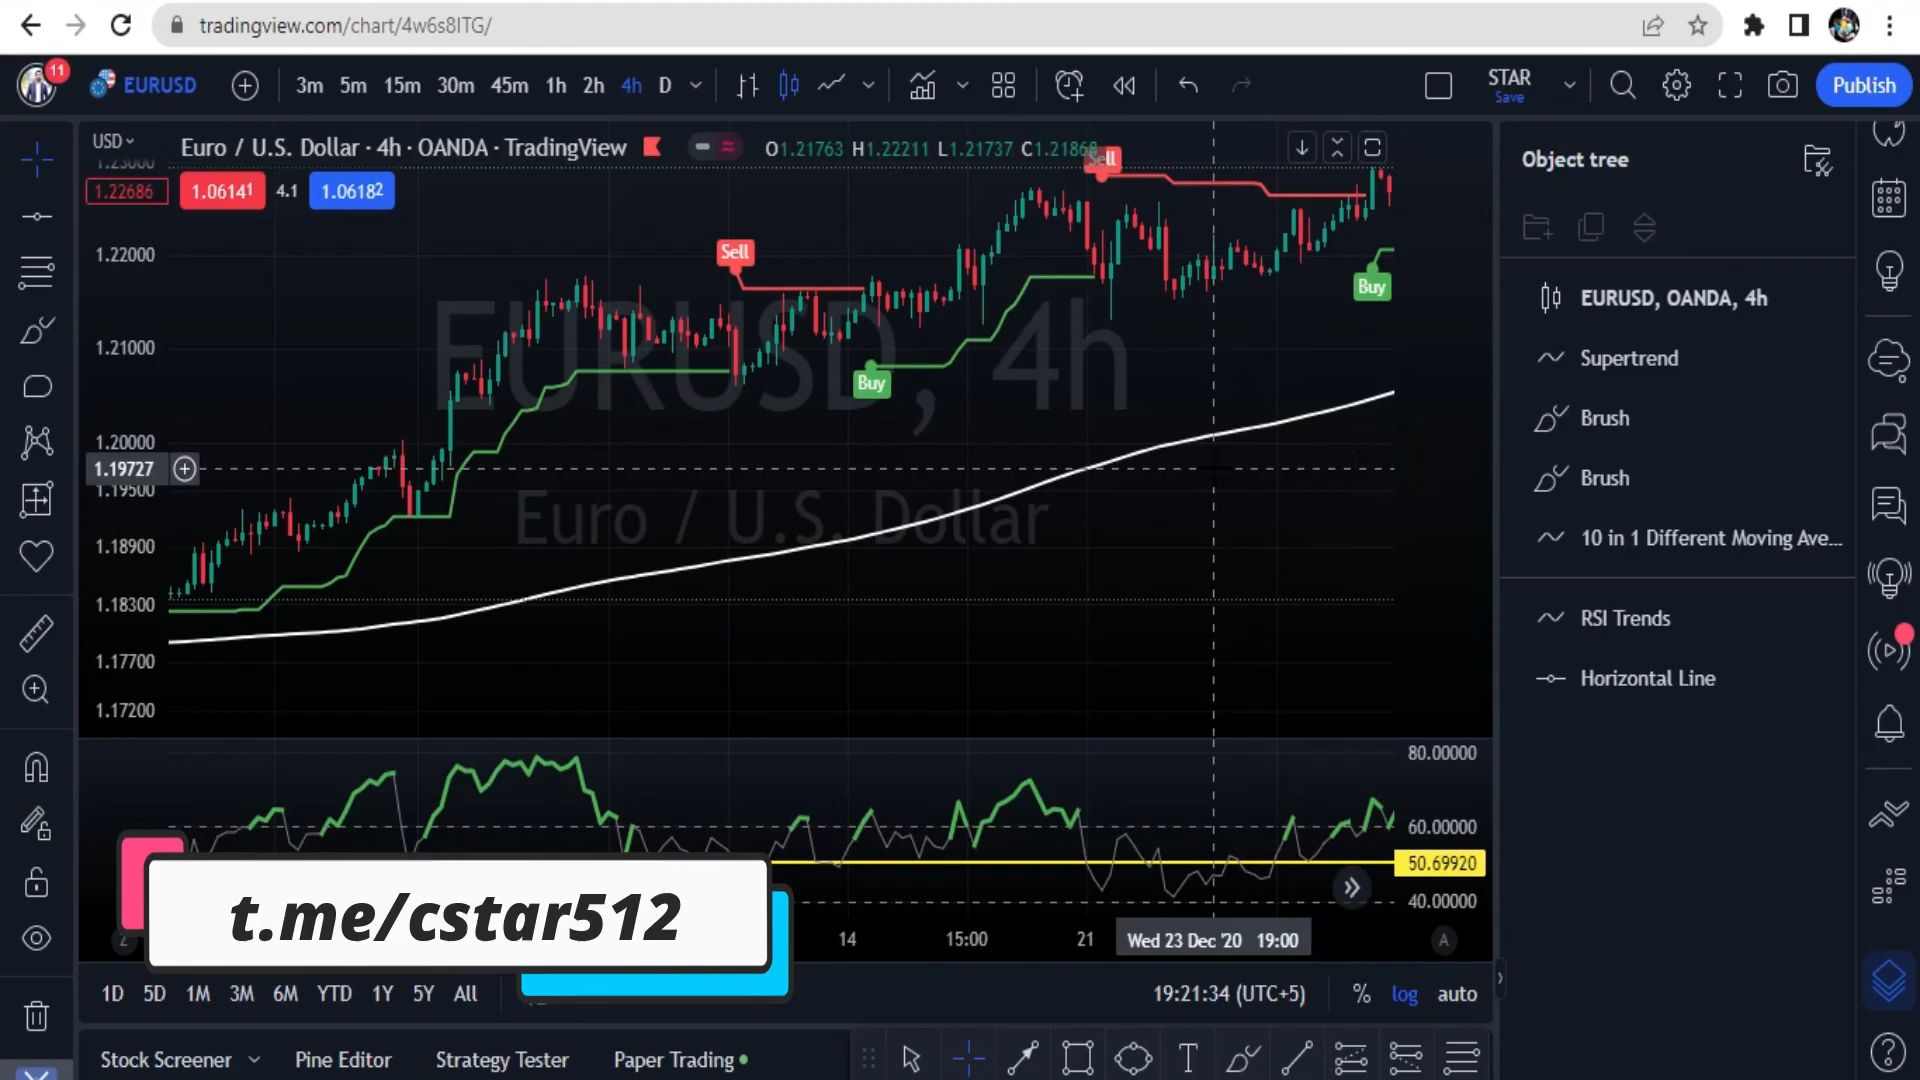 tradingview.com/chart/4w6s8ITG/
11
EURUSD
3m 5m 15m 30m 45m 1h 2h 4h D
STAR
Save
Publish
USD
Euro / U.S. Dollar · 4h · OANDA · TradingView
O1.21763 H1.22211 L1.21737 C1.21868
1.23000
1.22686
1.06141
4.1
1.06182
1.22000
1.21000
1.20000
1.19727
1.19500
1.18900
1.18300
1.17700
1.17200
Sell
Sell
Buy
Buy
EURUSD, 4h
Euro / U.S. Dollar
80.00000
60.00000
50.69920
40.00000
14
15:00
21
Wed 23 Dec '20 19:00
A
Z
t.me/cstar512
1D 5D 1M 3M 6M YTD 1Y 5Y All
19:21:34 (UTC+5)
%
log
auto
Stock Screener
Pine Editor
Strategy Tester
Paper Trading
Object tree
EURUSD, OANDA, 4h
Supertrend
Brush
Brush
10 in 1 Different Moving Ave...
RSI Trends
Horizontal Line